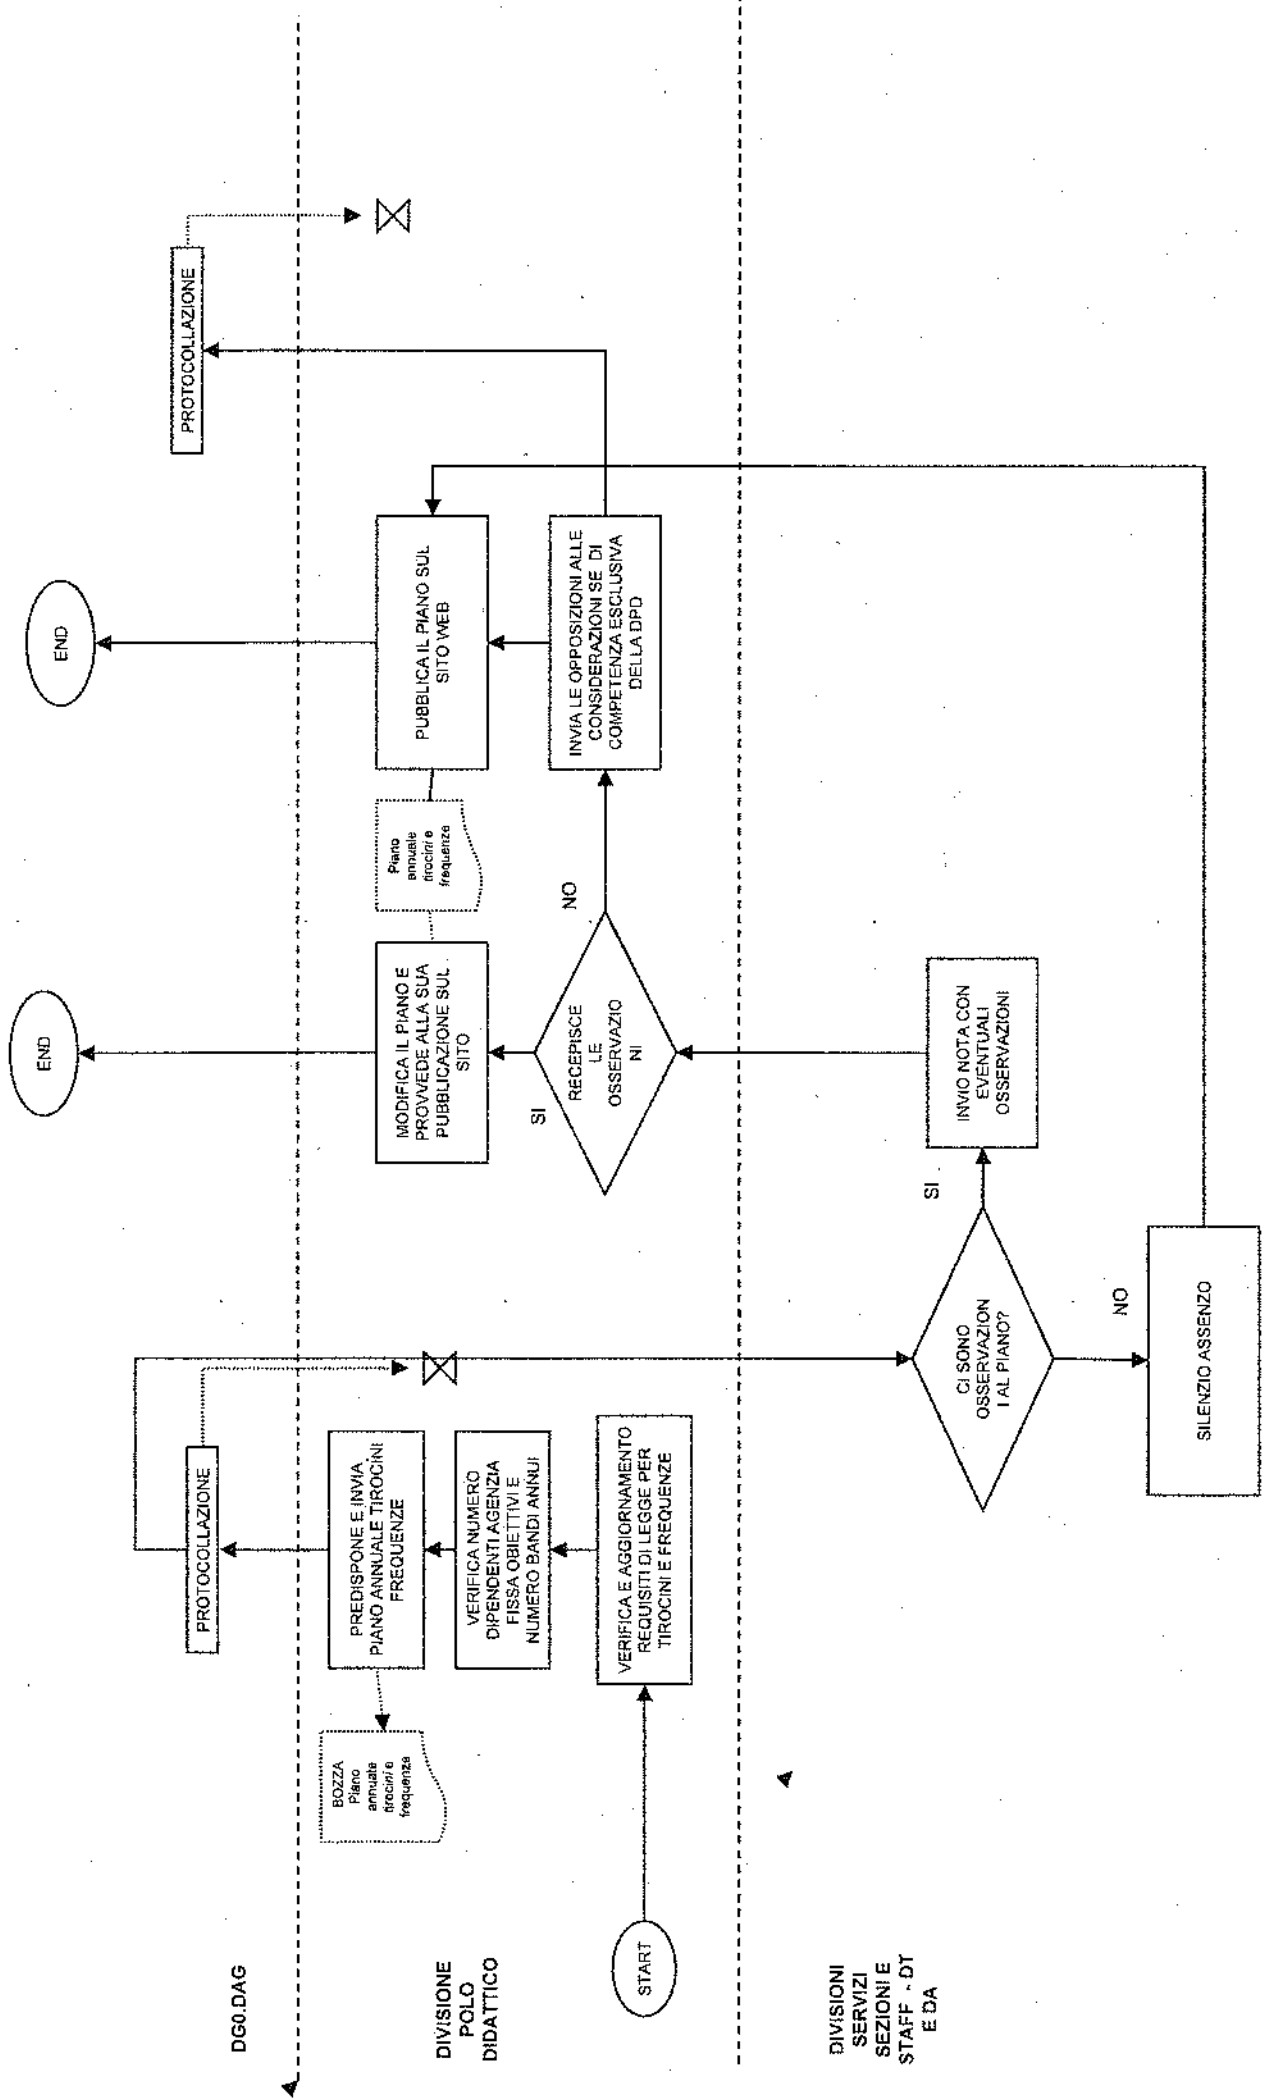 DG0.DAG
DIVISIONE
POLO
DIDATTICO
DIVISIONI
SERVIZI
SEZIONI E
STAFF - DT
E DA
START
VERIFICA E AGGIORNAMENTO
REQUISITI DI LEGGE PER
TIROCINI E FREQUENZE
VERIFICA NUMERO
DIPENDENTI AGENZIA
FISSA OBIETTIVI E
NUMERO BANDI ANNUI
PREDISPONE E INVIA
PIANO ANNUALE TIROCINI
FREQUENZE
BOZZA
Piano
annuale
tirocini e
frequenze
PROTOCOLLAZIONE
CI SONO
OSSERVAZION
I AL PIANO?
SI
NO
SILENZIO ASSENZO
INVIO NOTA CON
EVENTUALI
OSSERVAZIONI
RECEPISCE
LE
OSSERVAZIO
NI
SI
NO
MODIFICA IL PIANO E
PROVVEDE ALLA SUA
PUBBLICAZIONE SUL
SITO
END
Piano
annuale
tirocini e
frequenze
INVIA LE OPPOSIZIONI ALLE
CONSIDERAZIONI SE DI
COMPETENZA ESCLUSIVA
DELLA DPD
PUBBLICA IL PIANO SUL
SITO WEB
END
PROTOCOLLAZIONE